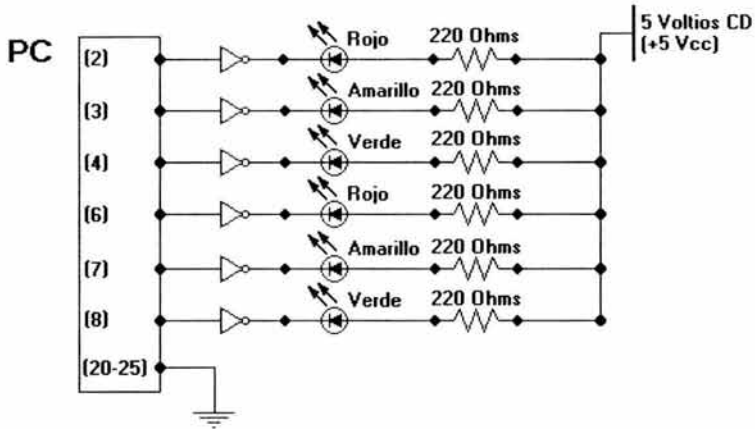 5 Voltios CD
(+5 Vcc)
PC
(2)
Rojo
220 Ohms
(3)
Amarillo
220 Ohms
(4)
Verde
220 Ohms
(6)
Rojo
220 Ohms
(7)
Amarillo
220 Ohms
(8)
Verde
220 Ohms
(20-25)